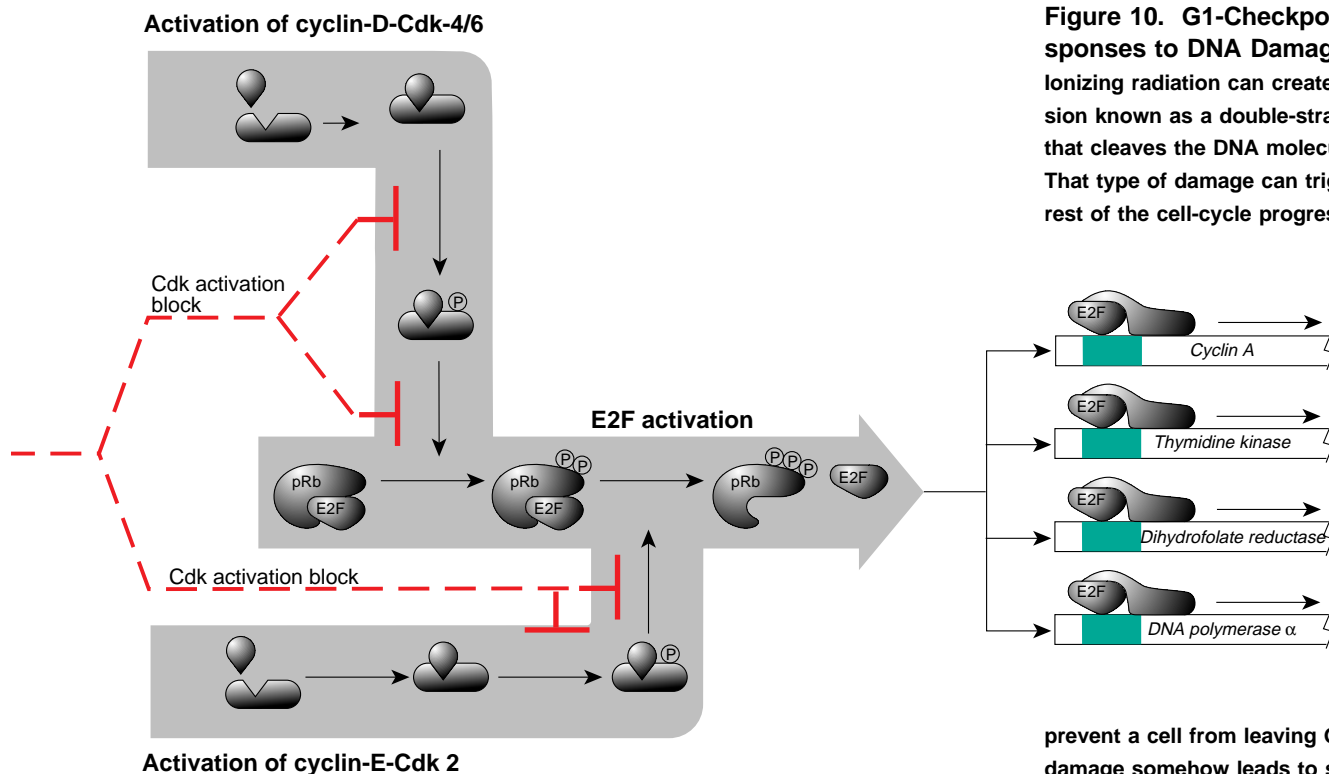 Activation of cyclin-D-Cdk-4/6
Figure 10. G1-Checkpo
sponses to DNA Damag
Ionizing radiation can create
sion known as a double-stra
that cleaves the DNA molecu
That type of damage can trig
rest of the cell-cycle progres
Cdk activation
block
P
E2F activation
pRb
E2F
pRb
P
P
E2F
pRb
P
P
P
E2F
Cdk activation block
P
Activation of cyclin-E-Cdk 2
E2F
Cyclin A
E2F
Thymidine kinase
E2F
Dihydrofolate reductase
E2F
DNA polymerase α
prevent a cell from leaving G
damage somehow leads to s